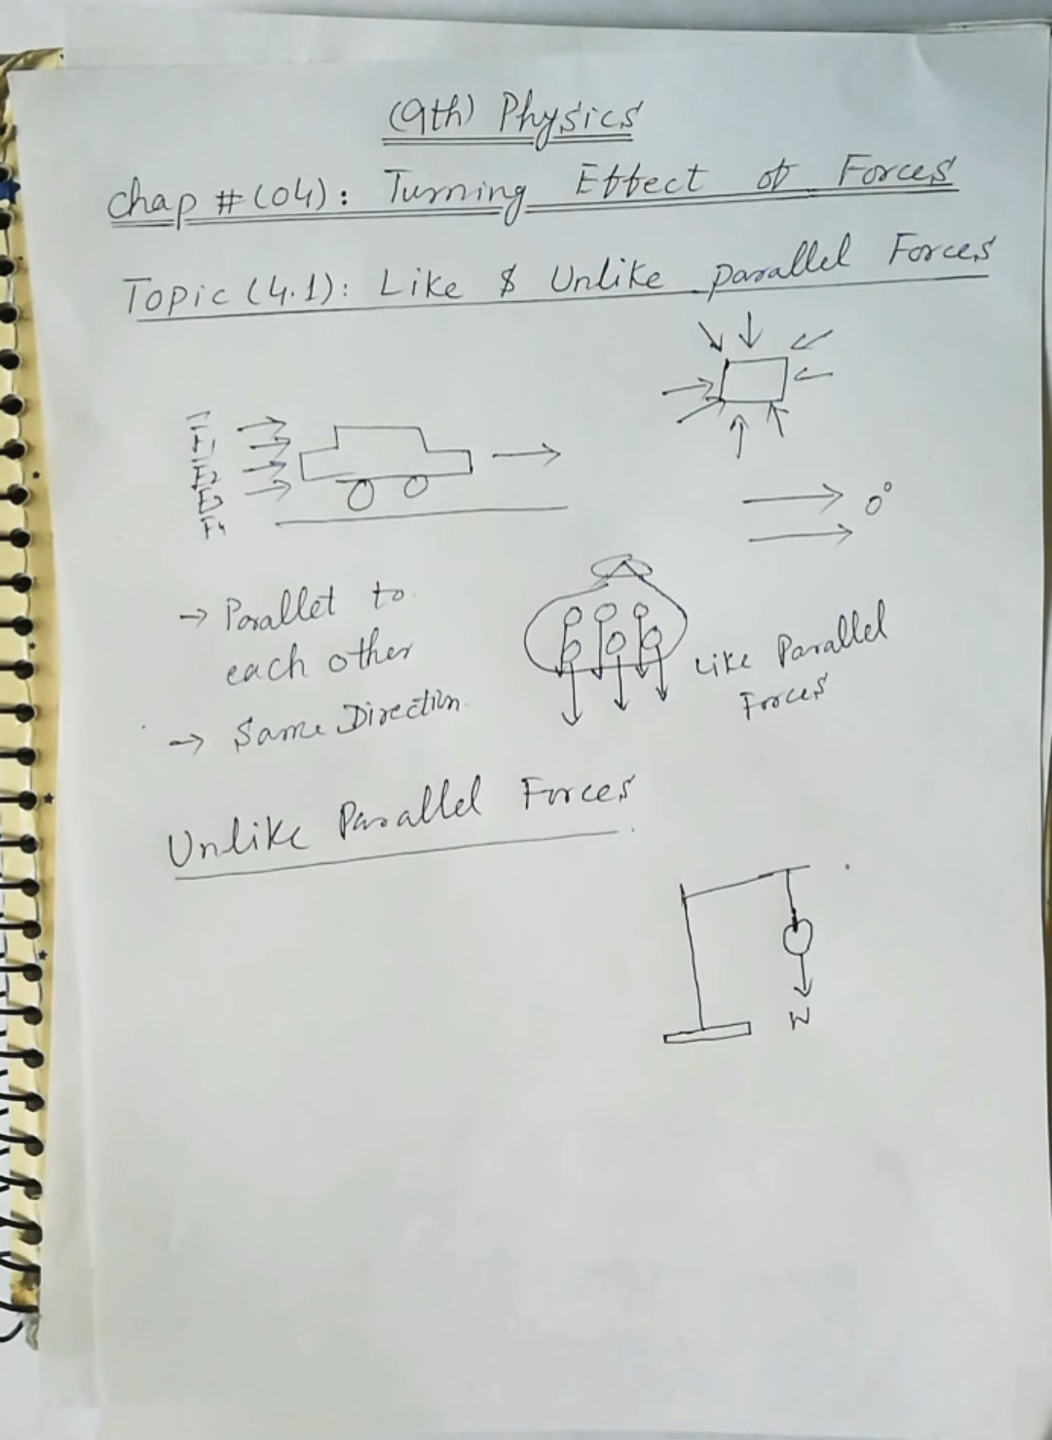 (9th) Physics
Chap # (04): Turning Effect of Forces
Topic (4.1): Like & Unlike parallel Forces
F1
F2
F3
F4
0°
→ Parallet to
each other
→ Same Direction
Like Parallel
Forces
Unlike Parallel Forces
W